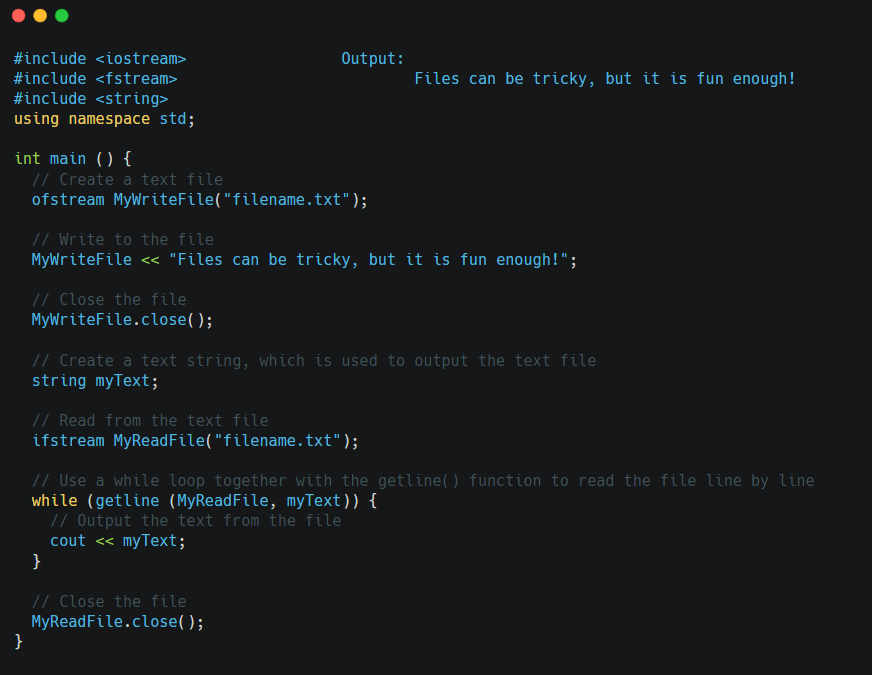 #include <iostream>                 Output:
#include <fstream>                          Files can be tricky, but it is fun enough!
#include <string>
using namespace std;

int main () {
  // Create a text file
  ofstream MyWriteFile("filename.txt");

  // Write to the file
  MyWriteFile << "Files can be tricky, but it is fun enough!";

  // Close the file
  MyWriteFile.close();

  // Create a text string, which is used to output the text file
  string myText;

  // Read from the text file
  ifstream MyReadFile("filename.txt");

  // Use a while loop together with the getline() function to read the file line by line
  while (getline (MyReadFile, myText)) {
    // Output the text from the file
    cout << myText;
  }

  // Close the file
  MyReadFile.close();
}